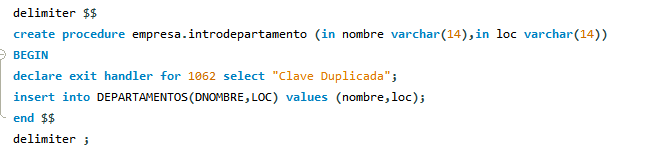 delimiter $$
create procedure empresa.introdepartamento (in nombre varchar(14),in loc varchar(14))
BEGIN
declare exit handler for 1062 select "Clave Duplicada";
insert into DEPARTAMENTOS(DNOMBRE,LOC) values (nombre,loc);
end $$
delimiter ;